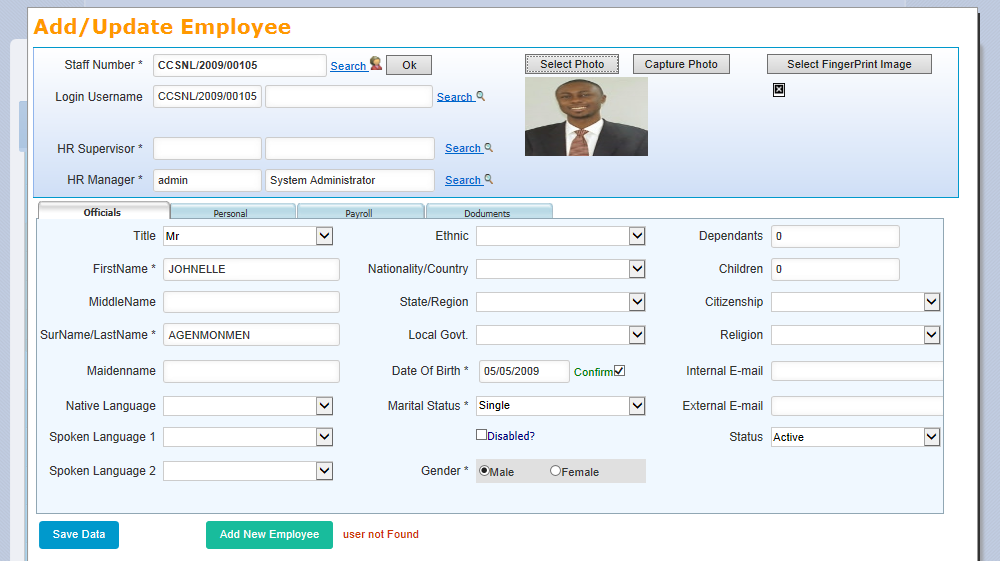 Add/Update Employee
Staff Number * CCSNL/2009/00105 Search Ok Select Photo Capture Photo Select FingerPrint Image
Login Username CCSNL/2009/00105 Search
HR Supervisor * Search
HR Manager * admin System Administrator Search
Officials Personal Payroll Doduments
Title Mr Ethnic Dependants 0
FirstName * JOHNELLE Nationality/Country Children 0
MiddleName State/Region Citizenship
SurName/LastName * AGENMONMEN Local Govt. Religion
Maidenname Date Of Birth * 05/05/2009 Confirm Internal E-mail
Native Language Marital Status * Single External E-mail
Spoken Language 1 Disabled? Status Active
Spoken Language 2 Gender * Male Female
Save Data Add New Employee user not Found